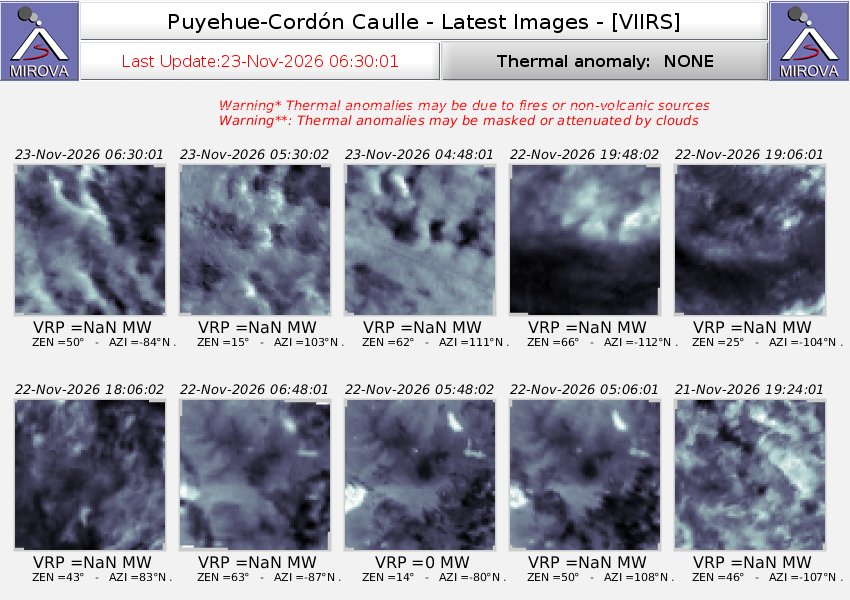 Puyehue-Cordón Caulle - Latest Images - [VIIRS]
MIROVA
Last Update:23-Nov-2026 06:30:01
Thermal anomaly: NONE
MIROVA
Warning* Thermal anomalies may be due to fires or non-volcanic sources
Warning**: Thermal anomalies may be masked or attenuated by clouds
23-Nov-2026 06:30:01
23-Nov-2026 05:30:02
23-Nov-2026 04:48:01
22-Nov-2026 19:48:02
22-Nov-2026 19:06:01
VRP =NaN MW
VRP =NaN MW
VRP =NaN MW
VRP =NaN MW
VRP =NaN MW
ZEN =50° - AZI =-84°N .
ZEN =15° - AZI =103°N .
ZEN =62° - AZI =111°N .
ZEN =66° - AZI =-112°N .
ZEN =25° - AZI =-104°N .
22-Nov-2026 18:06:02
22-Nov-2026 06:48:01
22-Nov-2026 05:48:02
22-Nov-2026 05:06:01
21-Nov-2026 19:24:01
VRP =NaN MW
VRP =NaN MW
VRP =0 MW
VRP =NaN MW
VRP =NaN MW
ZEN =43° - AZI =83°N .
ZEN =63° - AZI =-87°N .
ZEN =14° - AZI =-80°N .
ZEN =50° - AZI =108°N .
ZEN =46° - AZI =-107°N .